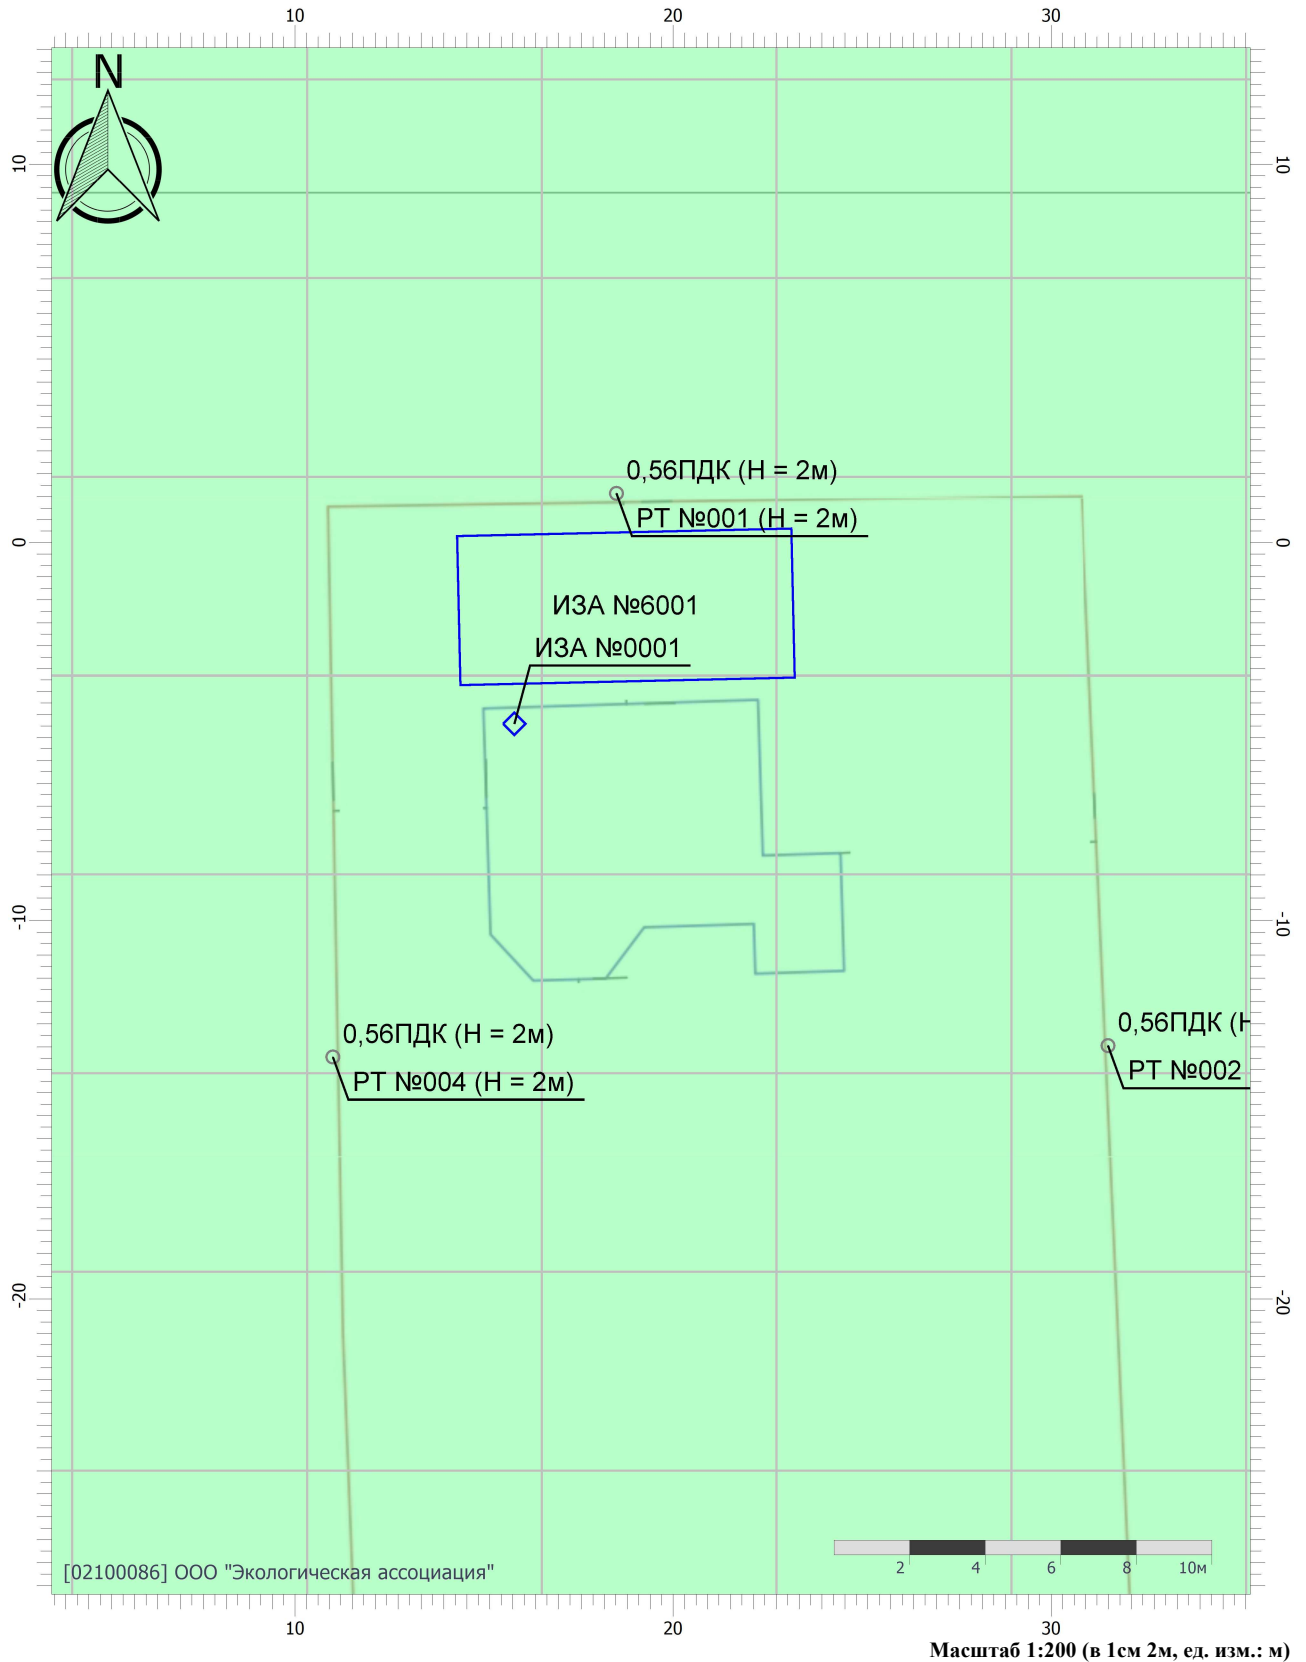 10 20 30
N
10 10
0,56ПДК (Н = 2м)
РТ №001 (Н = 2м)
0 0
ИЗА №6001
ИЗА №0001
-10 -10
0,56ПДК (Н
0,56ПДК (Н = 2м)
РТ №002
РТ №004 (Н = 2м)
-20 -20
2 4 6 8 10м
[02100086] ООО "Экологическая ассоциация"
10 20 30
Масштаб 1:200 (в 1см 2м, ед. изм.: м)